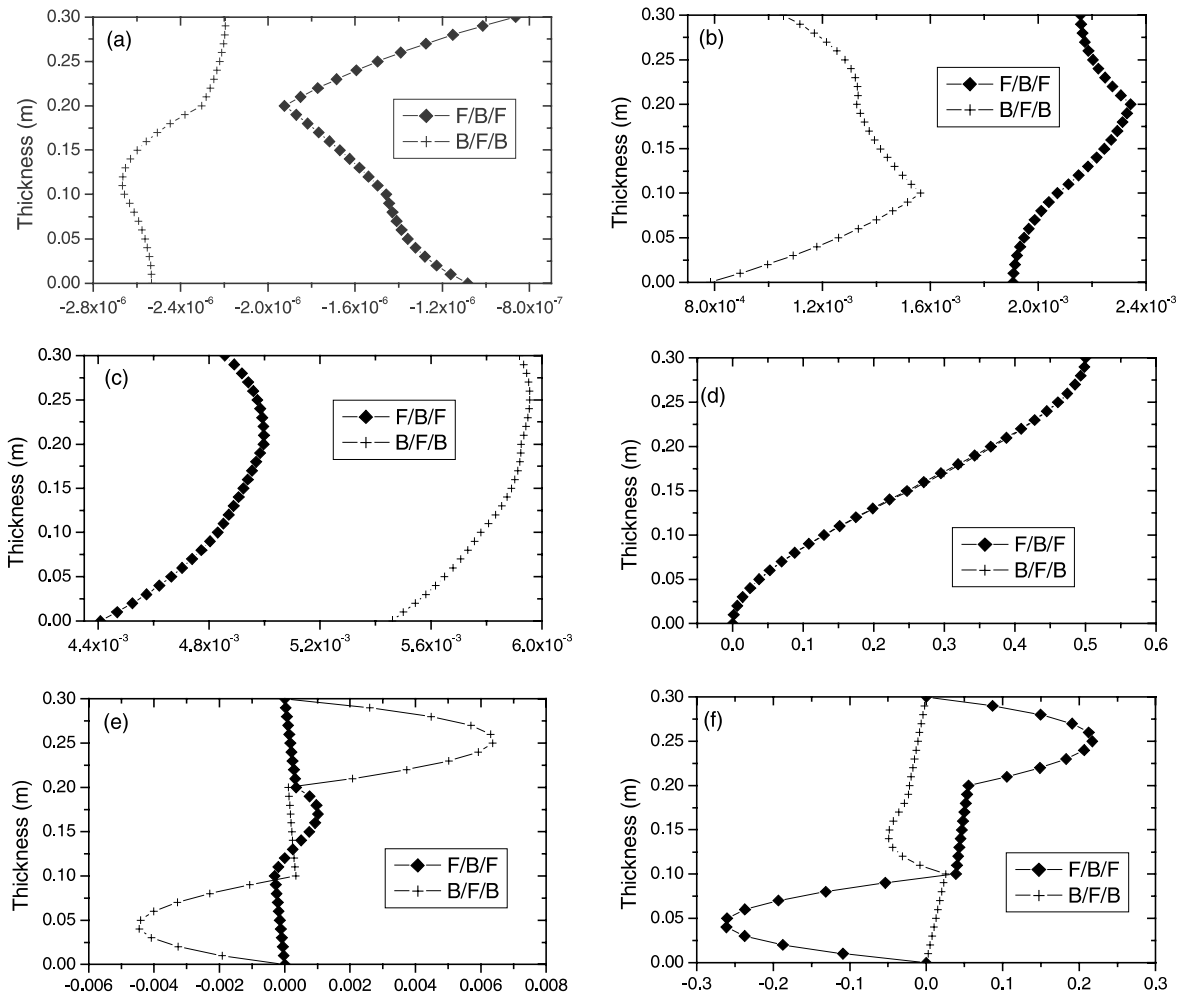 (a)
Thickness (m)
0.30
0.25
0.20
0.15
0.10
0.05
0.00
F/B/F
B/F/B
-2.8x10⁻⁶ -2.4x10⁻⁶ -2.0x10⁻⁶ -1.6x10⁻⁶ -1.2x10⁻⁶ -8.0x10⁻⁷
(b)
Thickness (m)
0.30
0.25
0.20
0.15
0.10
0.05
0.00
F/B/F
B/F/B
8.0x10⁻⁴ 1.2x10⁻³ 1.6x10⁻³ 2.0x10⁻³ 2.4x10⁻³
(c)
Thickness (m)
0.30
0.25
0.20
0.15
0.10
0.05
0.00
F/B/F
B/F/B
4.4x10⁻³ 4.8x10⁻³ 5.2x10⁻³ 5.6x10⁻³ 6.0x10⁻³
(d)
Thickness (m)
0.30
0.25
0.20
0.15
0.10
0.05
0.00
F/B/F
B/F/B
0.0 0.1 0.2 0.3 0.4 0.5 0.6
(e)
Thickness (m)
0.30
0.25
0.20
0.15
0.10
0.05
0.00
F/B/F
B/F/B
-0.006 -0.004 -0.002 0.000 0.002 0.004 0.006 0.008
(f)
Thickness (m)
0.30
0.25
0.20
0.15
0.10
0.05
0.00
F/B/F
B/F/B
-0.3 -0.2 -0.1 0.0 0.1 0.2 0.3